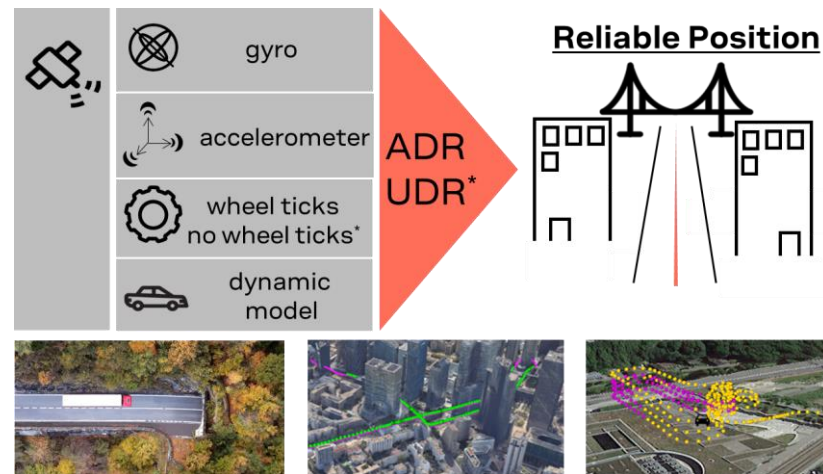 gyro
accelerometer
wheel ticks
no wheel ticks*
dynamic
model
ADR
UDR*
Reliable Position